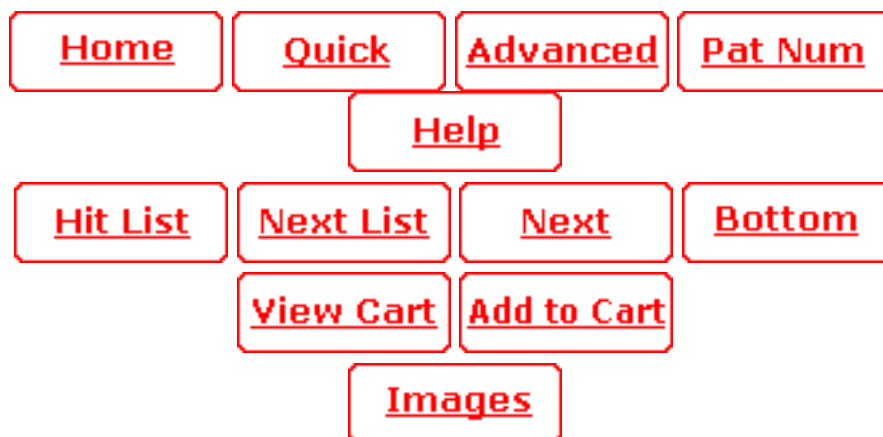 Home Quick Advanced Pat Num
Help
Hit List Next List Next Bottom
View Cart Add to Cart
Images